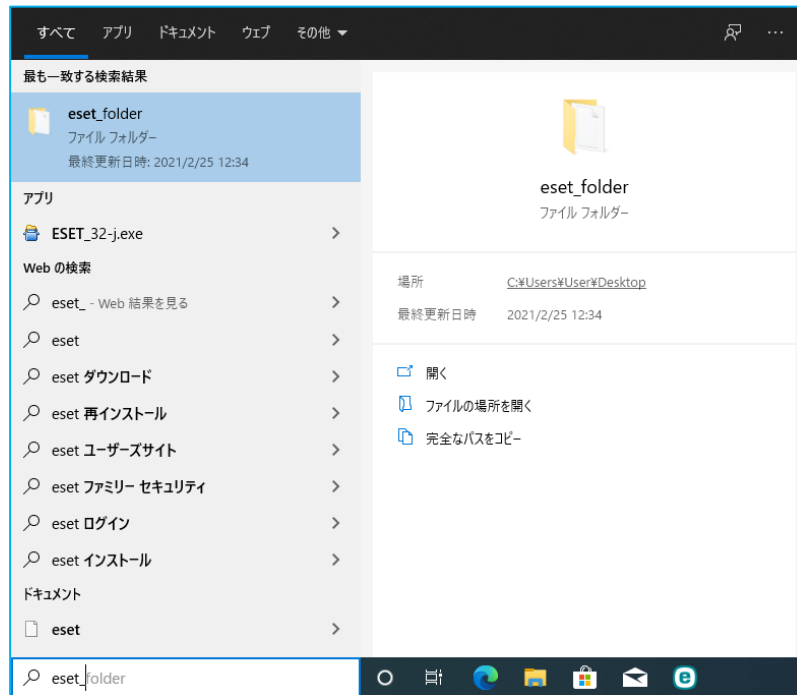 すべて アプリ ドキュメント ウェブ その他
最も一致する検索結果
eset_folder
ファイル フォルダー
最終更新日時: 2021/2/25 12:34
アプリ
ESET_32-j.exe
Web の検索
eset_ - Web 結果を見る
eset
eset ダウンロード
eset 再インストール
eset ユーザーズサイト
eset ファミリー セキュリティ
eset ログイン
eset インストール
ドキュメント
eset
eset_folder
eset_folder
ファイル フォルダー
場所 C:¥Users¥User¥Desktop
最終更新日時 2021/2/25 12:34
開く
ファイルの場所を開く
完全なパスをコピー
e